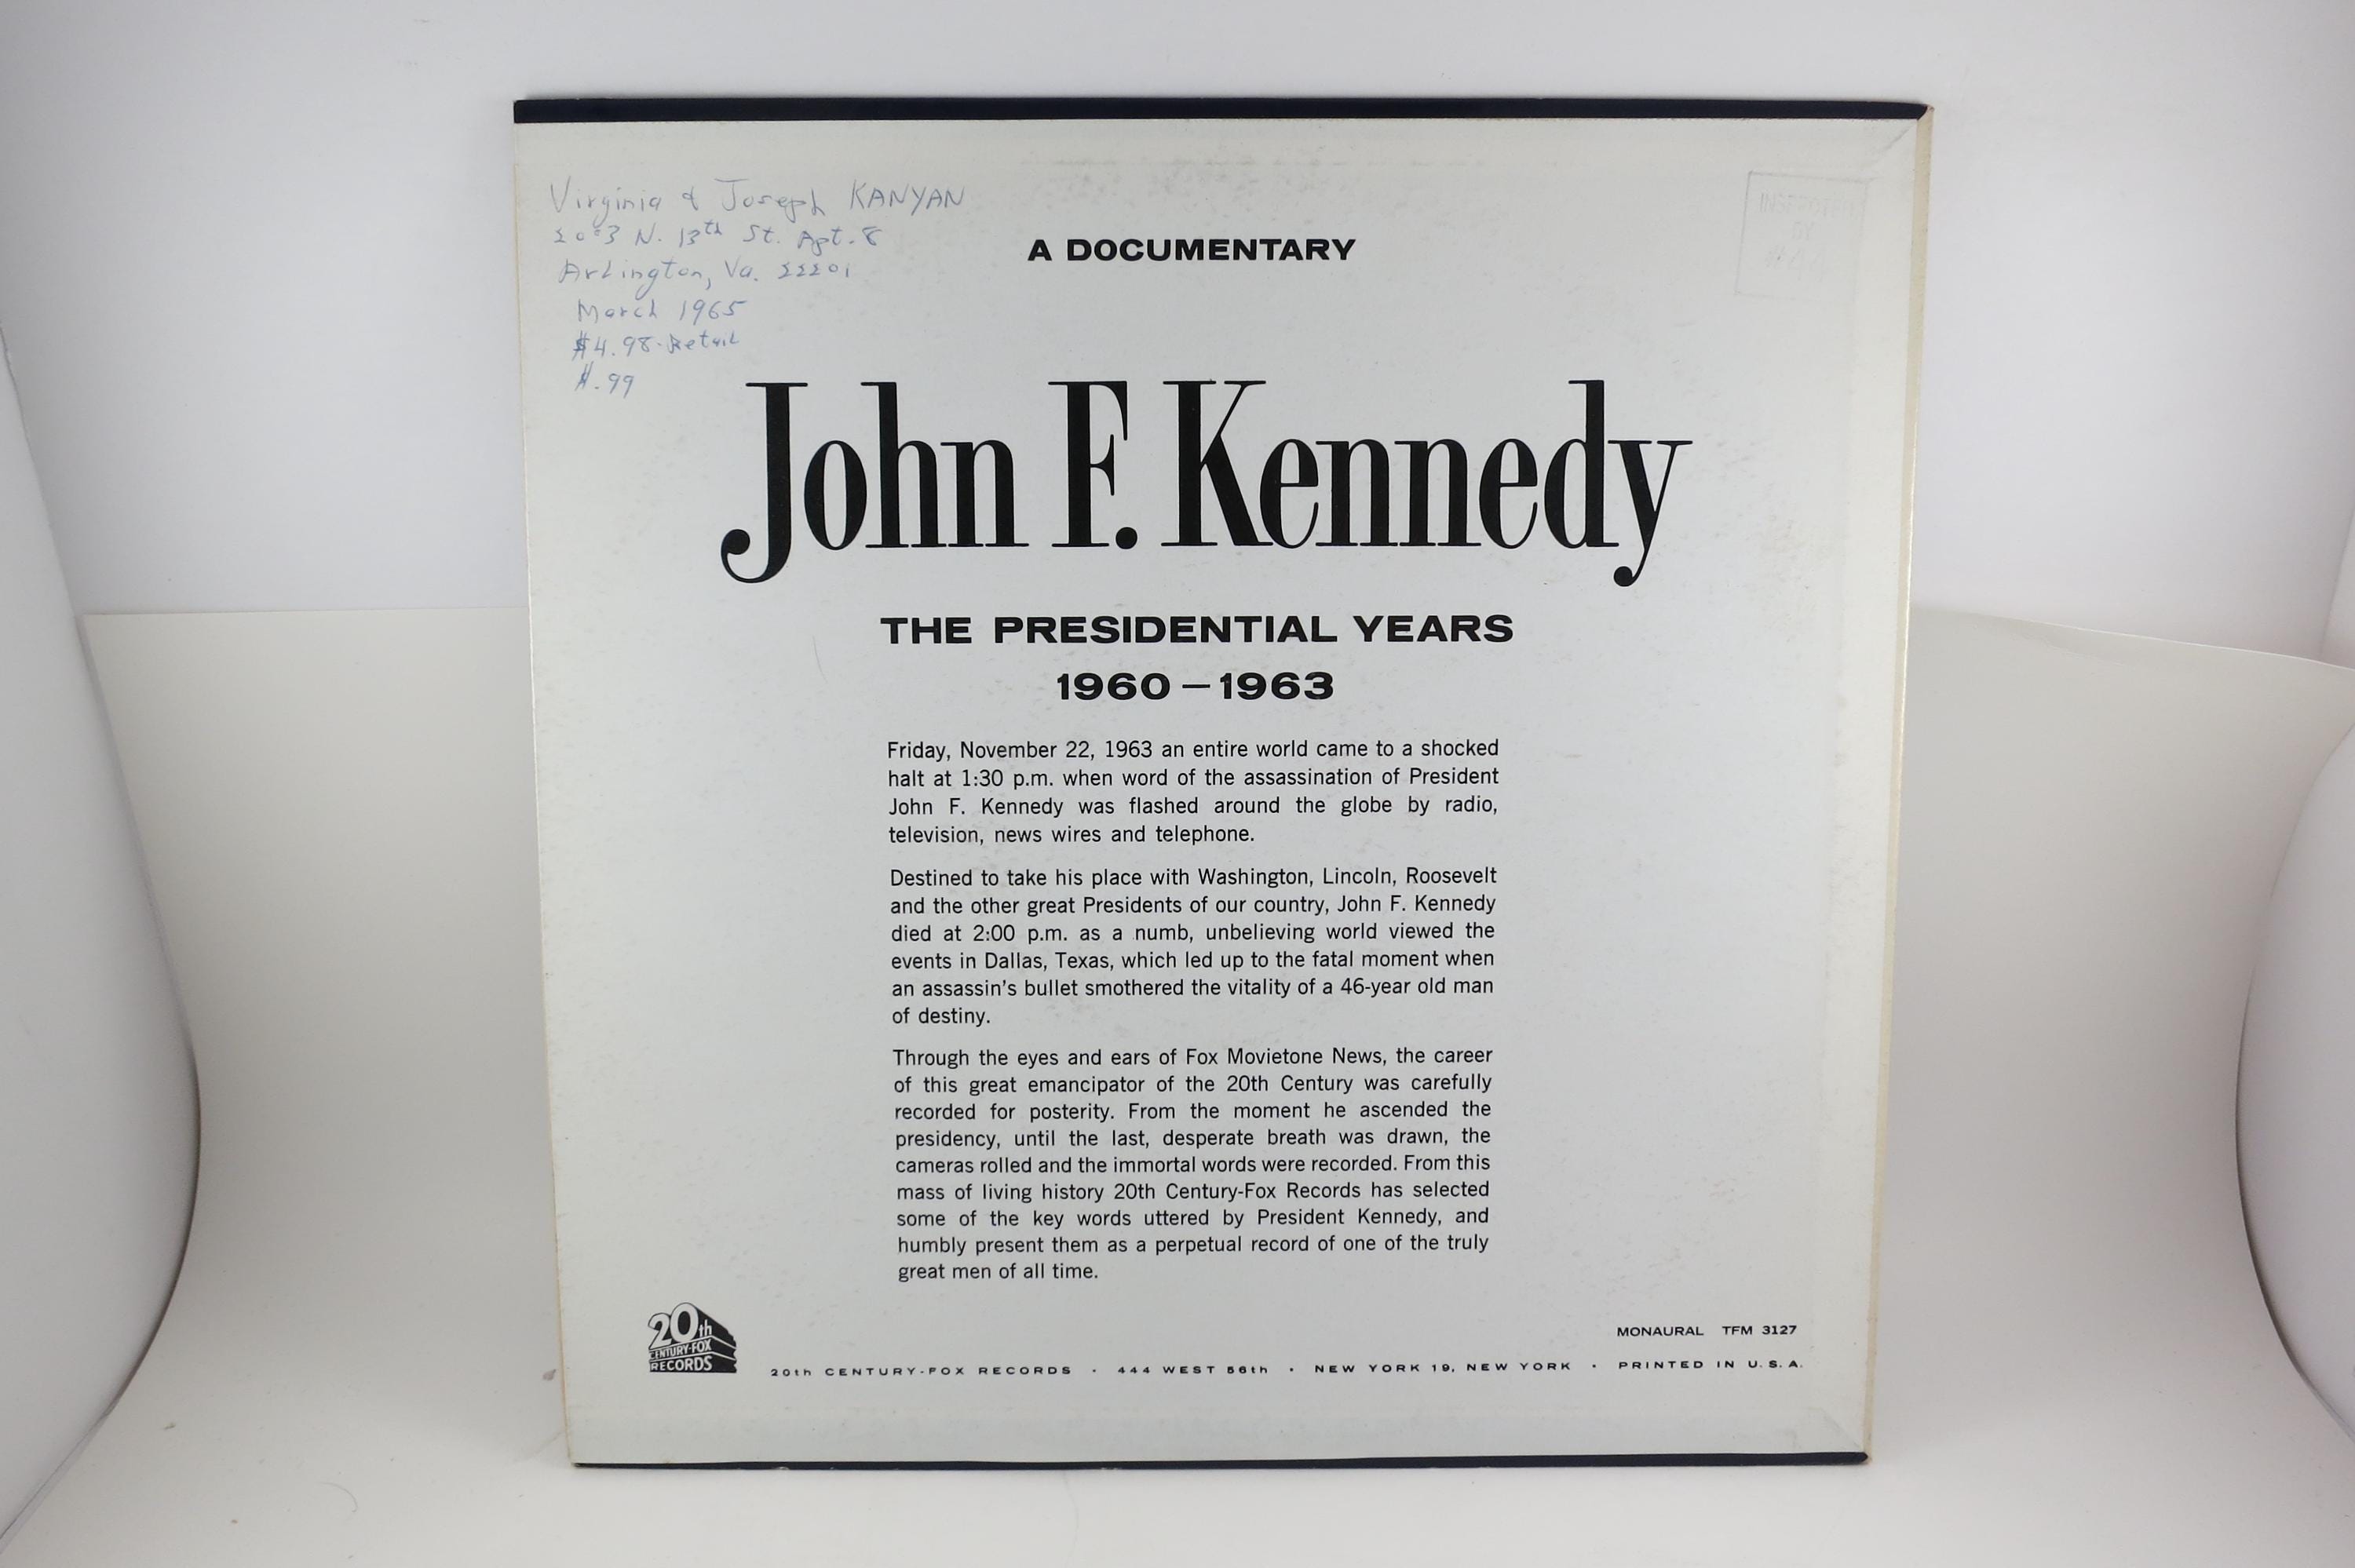 Virginia & Joseph KANYAN
N. 13th St. Apt. 8
Arlington, Va. 22201
March 1965
$4.98-Retail
$.99
A DOCUMENTARY
John F. Kennedy
THE PRESIDENTIAL YEARS
1960 – 1963
Friday, November 22, 1963 an entire world came to a shocked
halt at 1:30 p.m. when word of the assassination of President
John F. Kennedy was flashed around the globe by radio,
television, news wires and telephone.
Destined to take his place with Washington, Lincoln, Roosevelt
and the other great Presidents of our country, John F. Kennedy
died at 2:00 p.m. as a numb, unbelieving world viewed the
events in Dallas, Texas, which led up to the fatal moment when
an assassin's bullet smothered the vitality of a 46-year old man
of destiny.
Through the eyes and ears of Fox Movietone News, the career
of this great emancipator of the 20th Century was carefully
recorded for posterity. From the moment he ascended the
presidency, until the last, desperate breath was drawn, the
cameras rolled and the immortal words were recorded. From this
mass of living history 20th Century-Fox Records has selected
some of the key words uttered by President Kennedy, and
humbly present them as a perpetual record of one of the truly
great men of all time.
20th
CENTURY-FOX
RECORDS
MONAURAL TFM 3127
20th CENTURY-FOX RECORDS · 444 WEST 56th · NEW YORK 19, NEW YORK · PRINTED IN U.S.A.